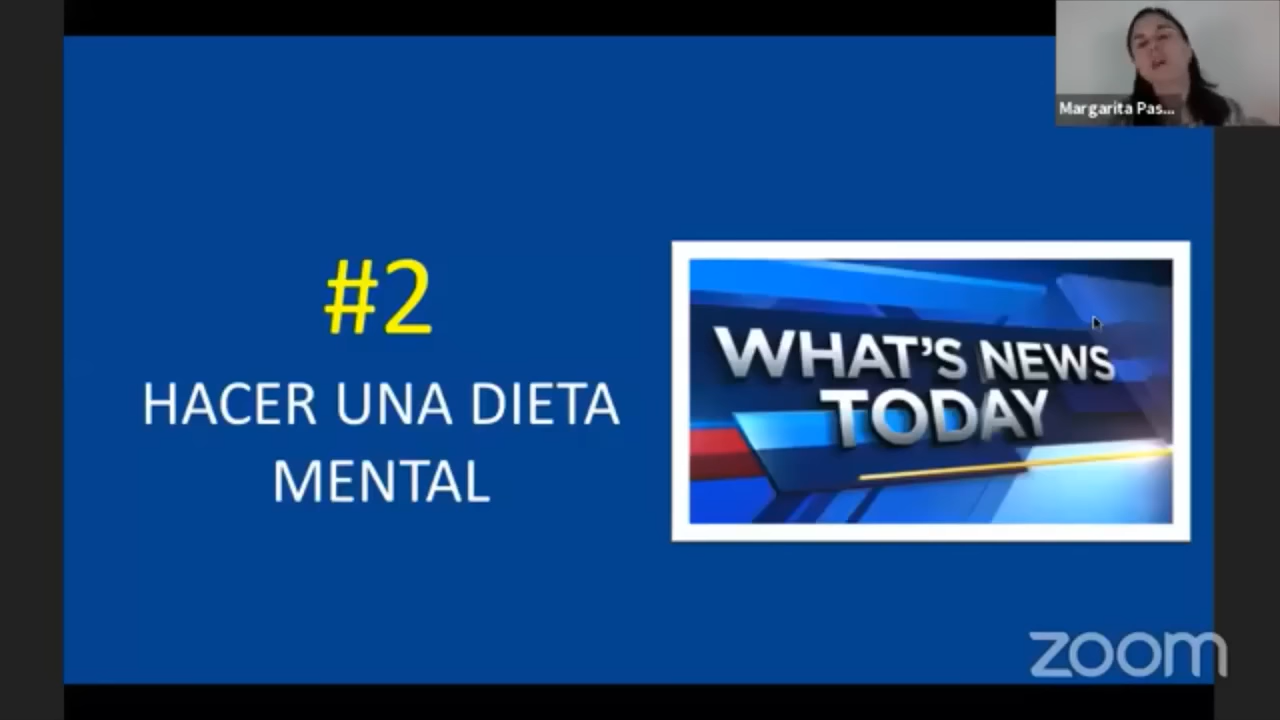 Margarita Pas...
#2
HACER UNA DIETA
MENTAL
WHAT'S NEWS
TODAY
zoom